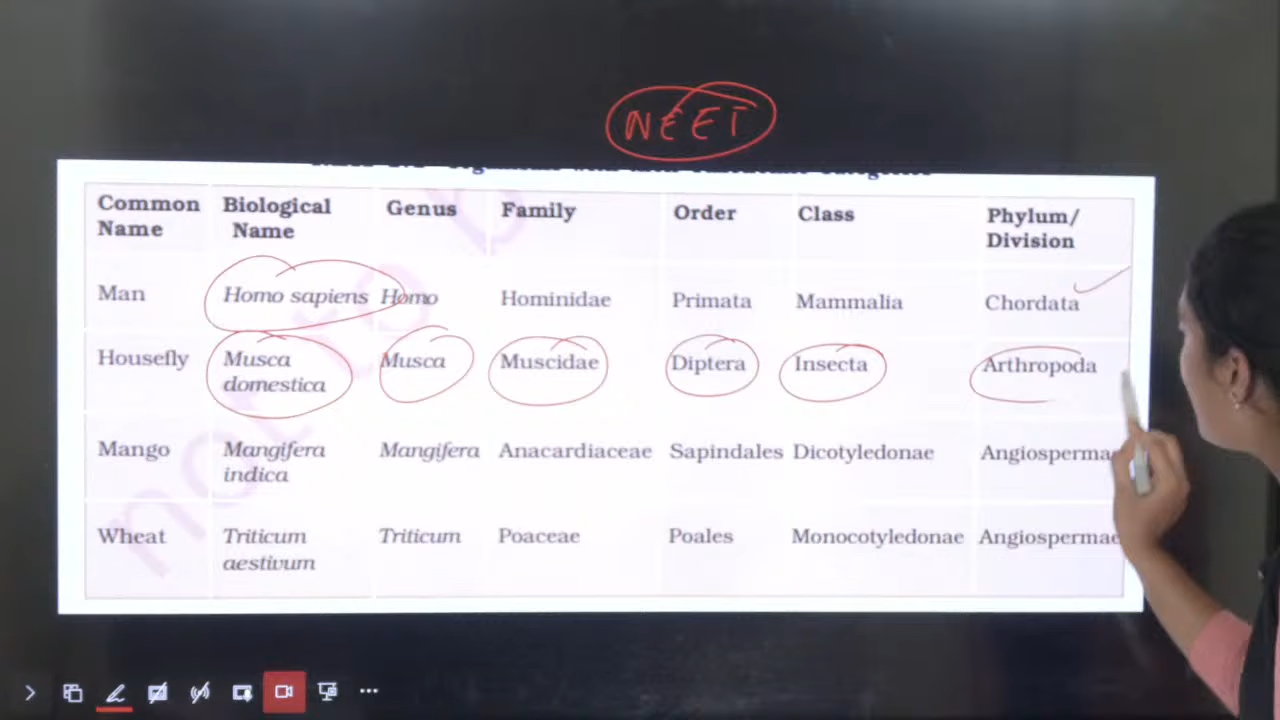 NEET
Common Name Biological Name Genus Family Order Class Phylum/ Division
Man Homo sapiens Homo Hominidae Primata Mammalia Chordata
Housefly Musca domestica Musca Muscidae Diptera Insecta Arthropoda
Mango Mangifera indica Mangifera Anacardiaceae Sapindales Dicotyledonae Angiospermae
Wheat Triticum aestivum Triticum Poaceae Poales Monocotyledonae Angiospermae